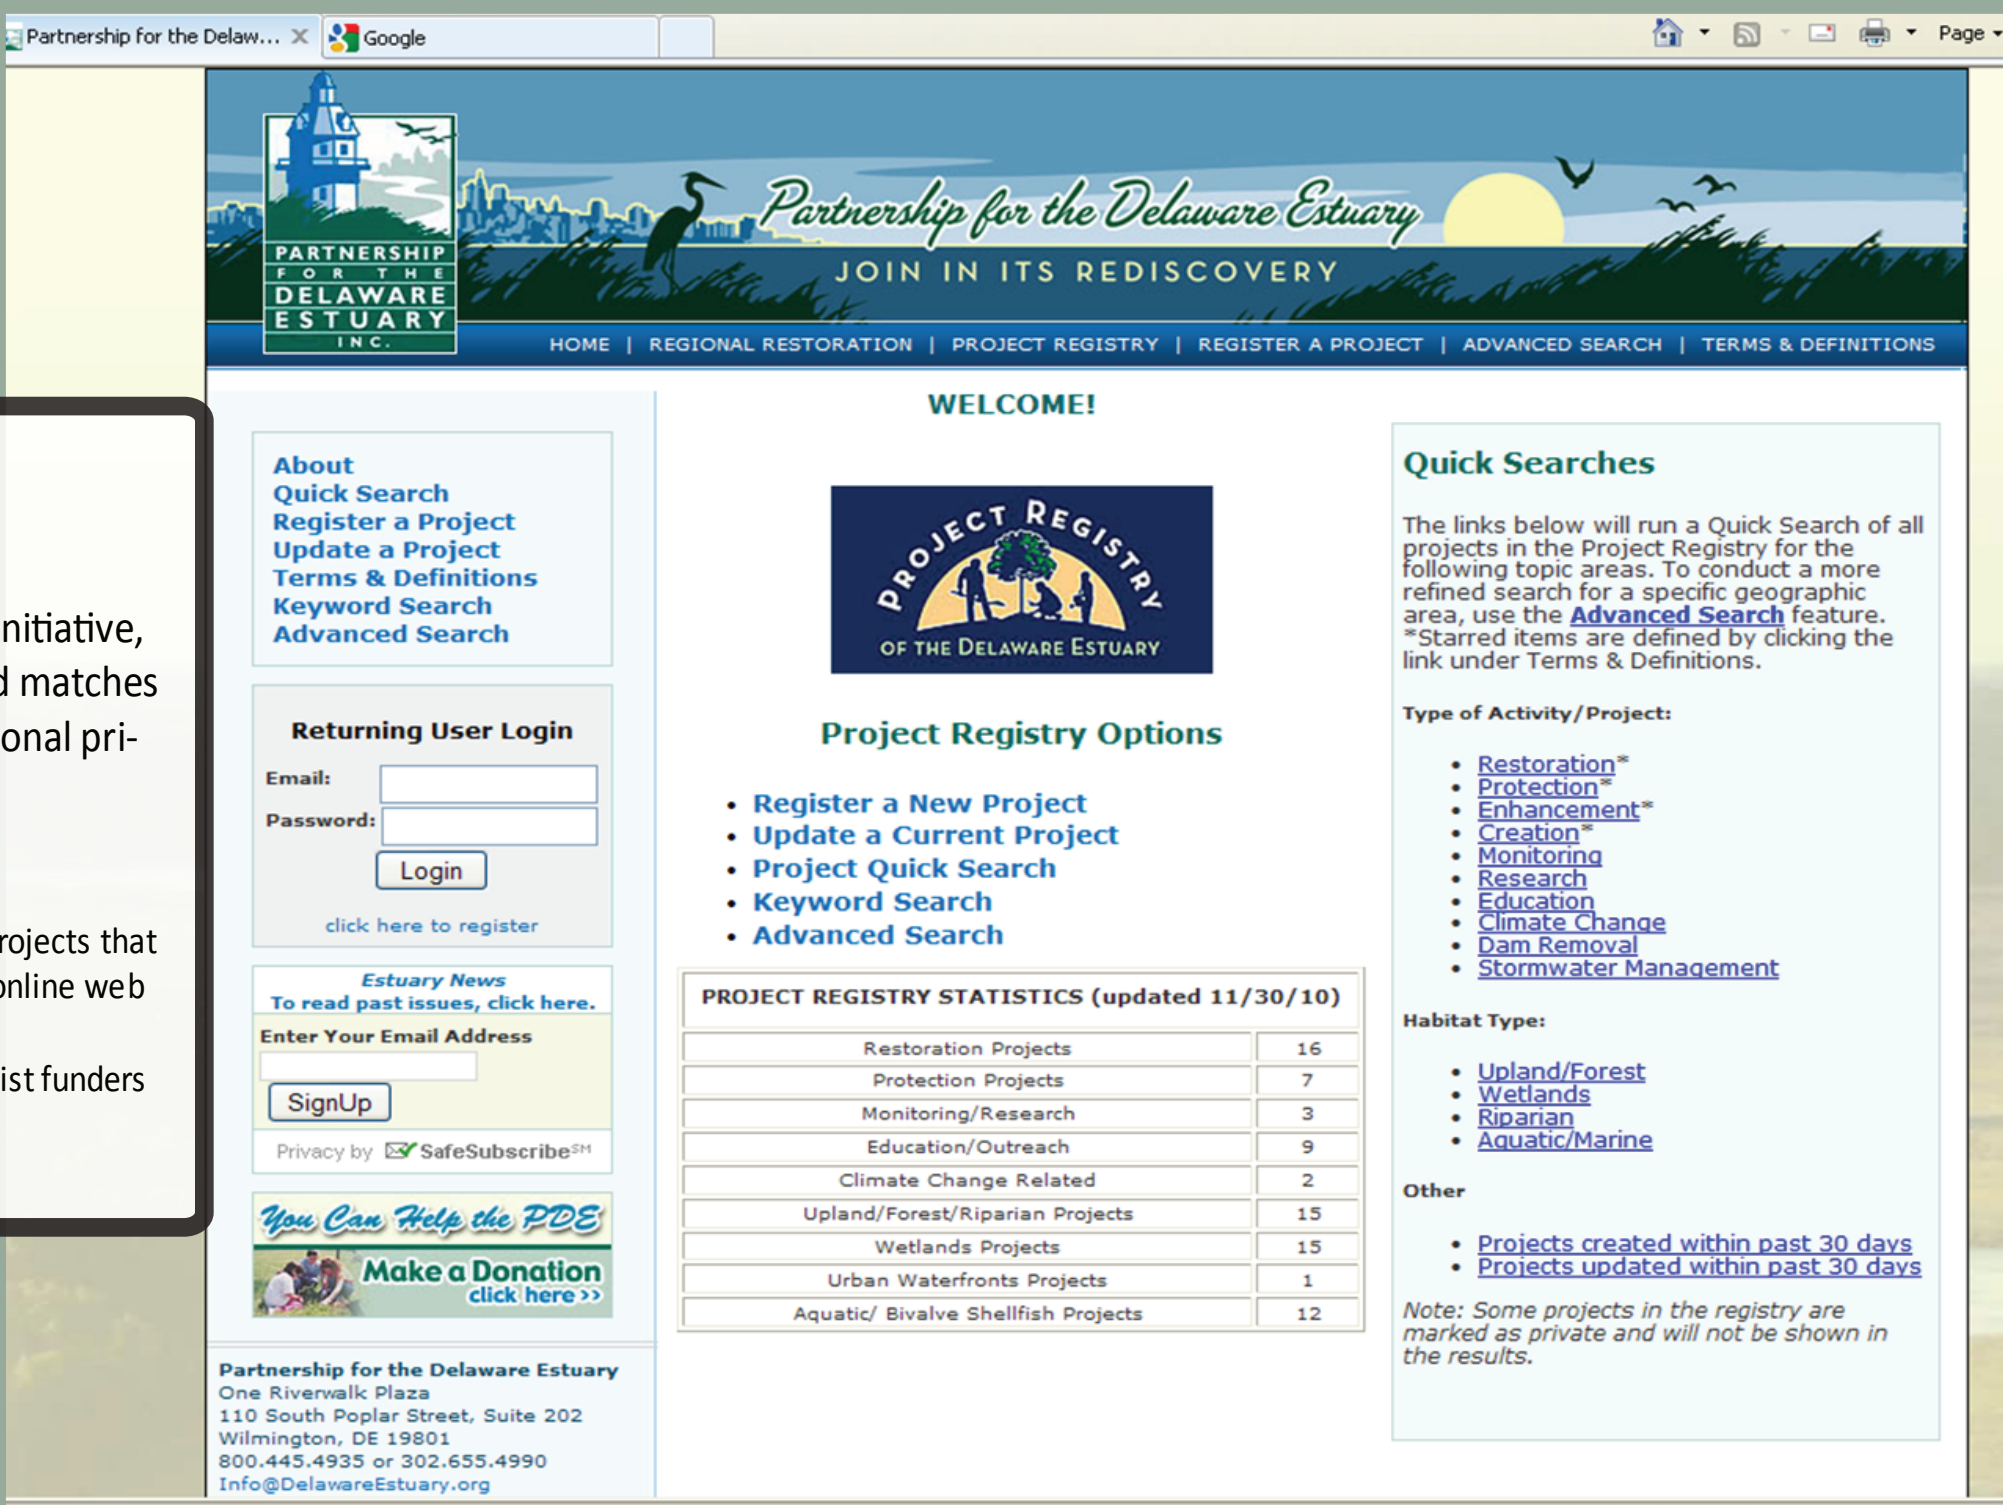 Partnership for the Delaw...
Google
Page
PARTNERSHIP
FOR THE
DELAWARE
ESTUARY
INC.
Partnership for the Delaware Estuary
JOIN IN ITS REDISCOVERY
HOME | REGIONAL RESTORATION | PROJECT REGISTRY | REGISTER A PROJECT | ADVANCED SEARCH | TERMS & DEFINITIONS
nitiative,
d matches
onal pri-
rojects that
online web
ist funders
About
Quick Search
Register a Project
Update a Project
Terms & Definitions
Keyword Search
Advanced Search
Returning User Login
Email:
Password:
Login
click here to register
Estuary News
To read past issues, click here.
Enter Your Email Address
SignUp
Privacy by SafeSubscribe℠
You Can Help the PDE
Make a Donation
click here >>
Partnership for the Delaware Estuary
One Riverwalk Plaza
110 South Poplar Street, Suite 202
Wilmington, DE 19801
800.445.4935 or 302.655.4990
Info@DelawareEstuary.org
WELCOME!
PROJECT REGISTRY
OF THE DELAWARE ESTUARY
Project Registry Options
• Register a New Project
• Update a Current Project
• Project Quick Search
• Keyword Search
• Advanced Search
PROJECT REGISTRY STATISTICS (updated 11/30/10)
Restoration Projects 16
Protection Projects 7
Monitoring/Research 3
Education/Outreach 9
Climate Change Related 2
Upland/Forest/Riparian Projects 15
Wetlands Projects 15
Urban Waterfronts Projects 1
Aquatic/ Bivalve Shellfish Projects 12
Quick Searches
The links below will run a Quick Search of all
projects in the Project Registry for the
following topic areas. To conduct a more
refined search for a specific geographic
area, use the Advanced Search feature.
*Starred items are defined by clicking the
link under Terms & Definitions.
Type of Activity/Project:
• Restoration*
• Protection*
• Enhancement*
• Creation*
• Monitoring
• Research
• Education
• Climate Change
• Dam Removal
• Stormwater Management
Habitat Type:
• Upland/Forest
• Wetlands
• Riparian
• Aquatic/Marine
Other
• Projects created within past 30 days
• Projects updated within past 30 days
Note: Some projects in the registry are
marked as private and will not be shown in
the results.